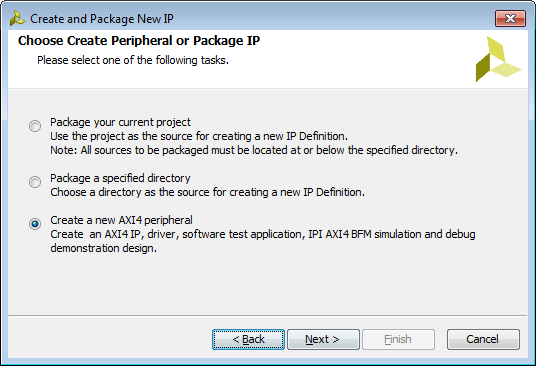 Create and Package New IP
Choose Create Peripheral or Package IP
Please select one of the following tasks.
Package your current project
Use the project as the source for creating a new IP Definition.
Note: All sources to be packaged must be located at or below the specified directory.
Package a specified directory
Choose a directory as the source for creating a new IP Definition.
Create a new AXI4 peripheral
Create an AXI4 IP, driver, software test application, IPI AXI4 BFM simulation and debug
demonstration design.
< Back Next > Finish Cancel